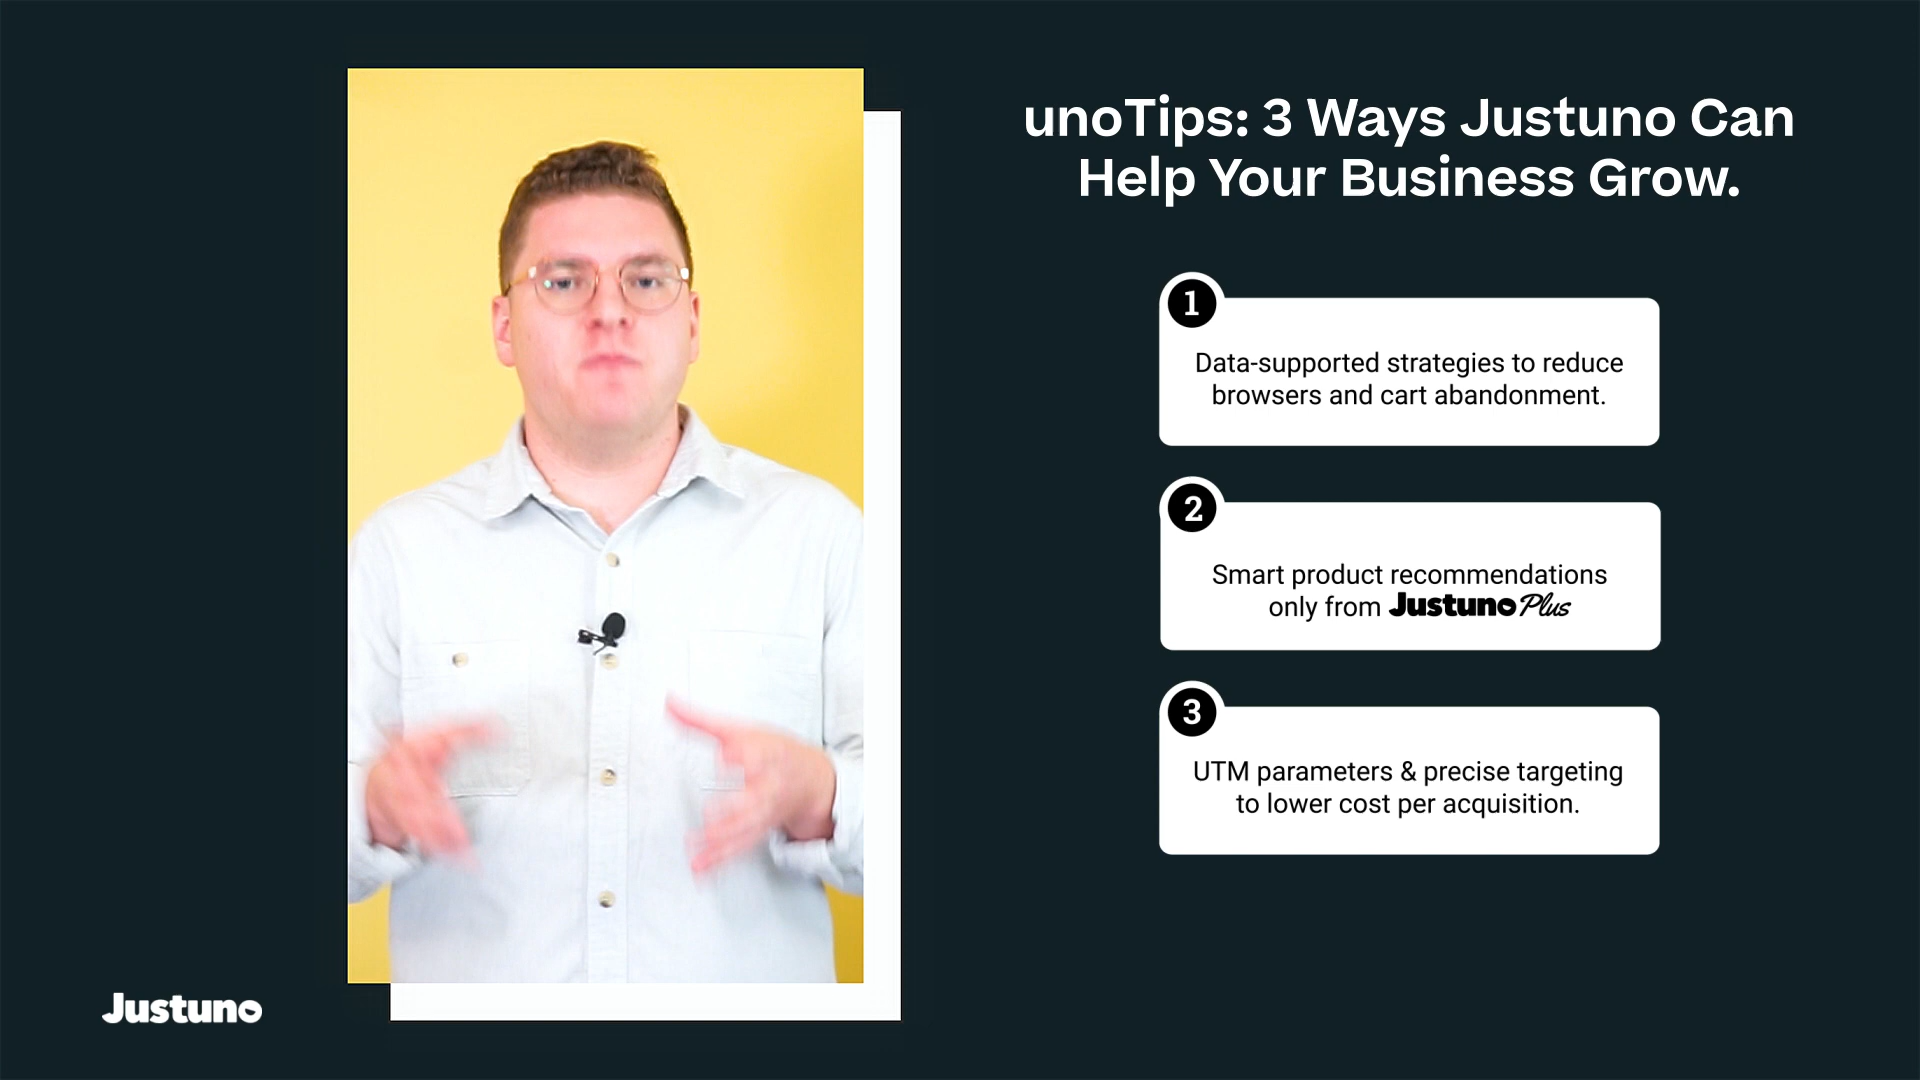 unoTips: 3 Ways Justuno Can
Help Your Business Grow.
1
Data-supported strategies to reduce
browsers and cart abandonment.
2
Smart product recommendations
only from Justuno Plus
3
UTM parameters & precise targeting
to lower cost per acquisition.
Justuno